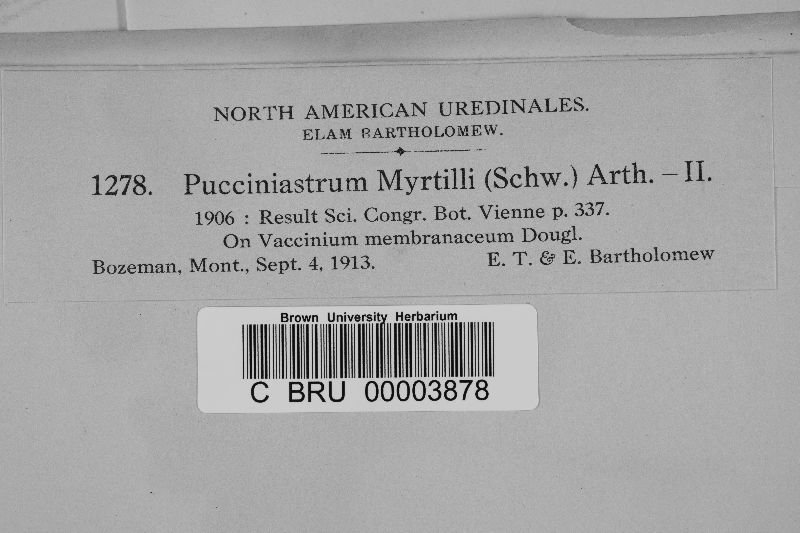 NORTH AMERICAN UREDINALES.
ELAM BARTHOLOMEW.
1278. Pucciniastrum Myrtilli (Schw.) Arth. – II.
1906 : Result Sci. Congr. Bot. Vienne p. 337.
On Vaccinium membranaceum Dougl.
Bozeman, Mont., Sept. 4, 1913. E. T. & E. Bartholomew
Brown University Herbarium
C BRU 00003878